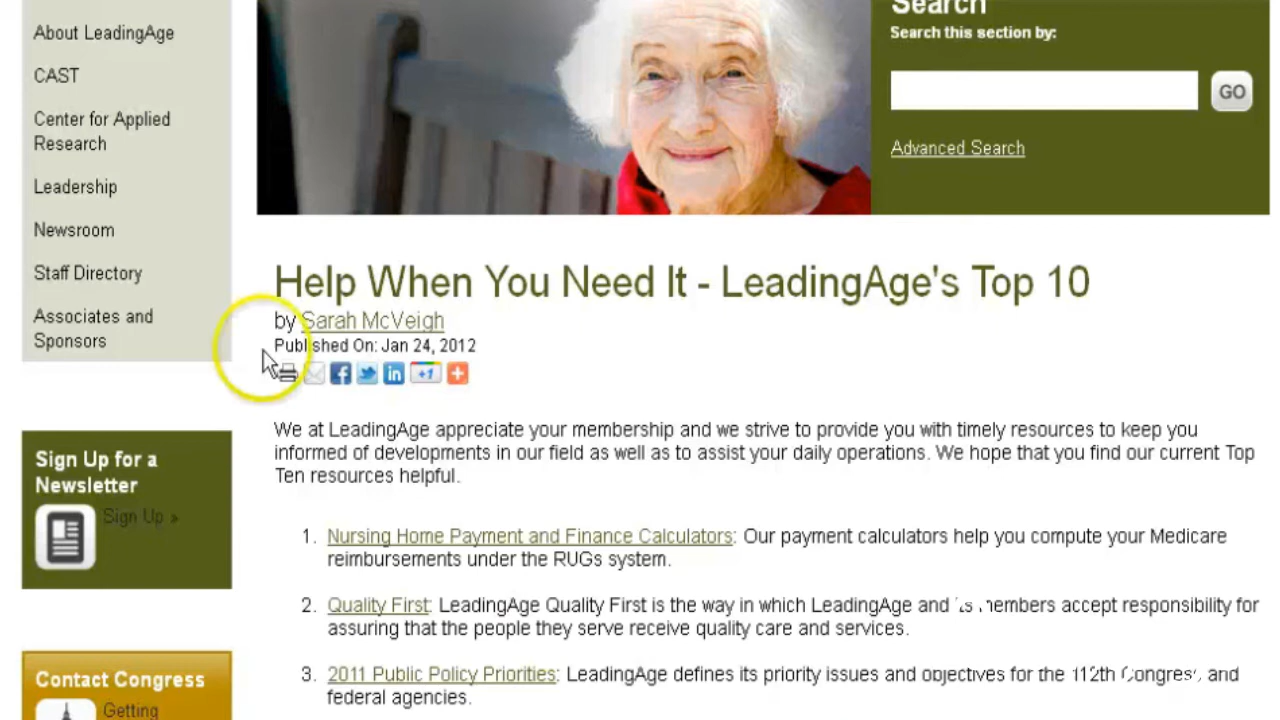 About LeadingAge
CAST
Center for Applied
Research
Leadership
Newsroom
Staff Directory
Associates and
Sponsors
Search
Search this section by:
GO
Advanced Search
Help When You Need It - LeadingAge's Top 10
by Sarah McVeigh
Published On: Jan 24, 2012
+1
We at LeadingAge appreciate your membership and we strive to provide you with timely resources to keep you
informed of developments in our field as well as to assist your daily operations. We hope that you find our current Top
Ten resources helpful.
1. Nursing Home Payment and Finance Calculators: Our payment calculators help you compute your Medicare
reimbursements under the RUGs system.
2. Quality First: LeadingAge Quality First is the way in which LeadingAge and its members accept responsibility for
assuring that the people they serve receive quality care and services.
3. 2011 Public Policy Priorities: LeadingAge defines its priority issues and objectives for the 112th Congress, and
federal agencies.
Sign Up for a
Newsletter
Sign Up »
Contact Congress
Getting